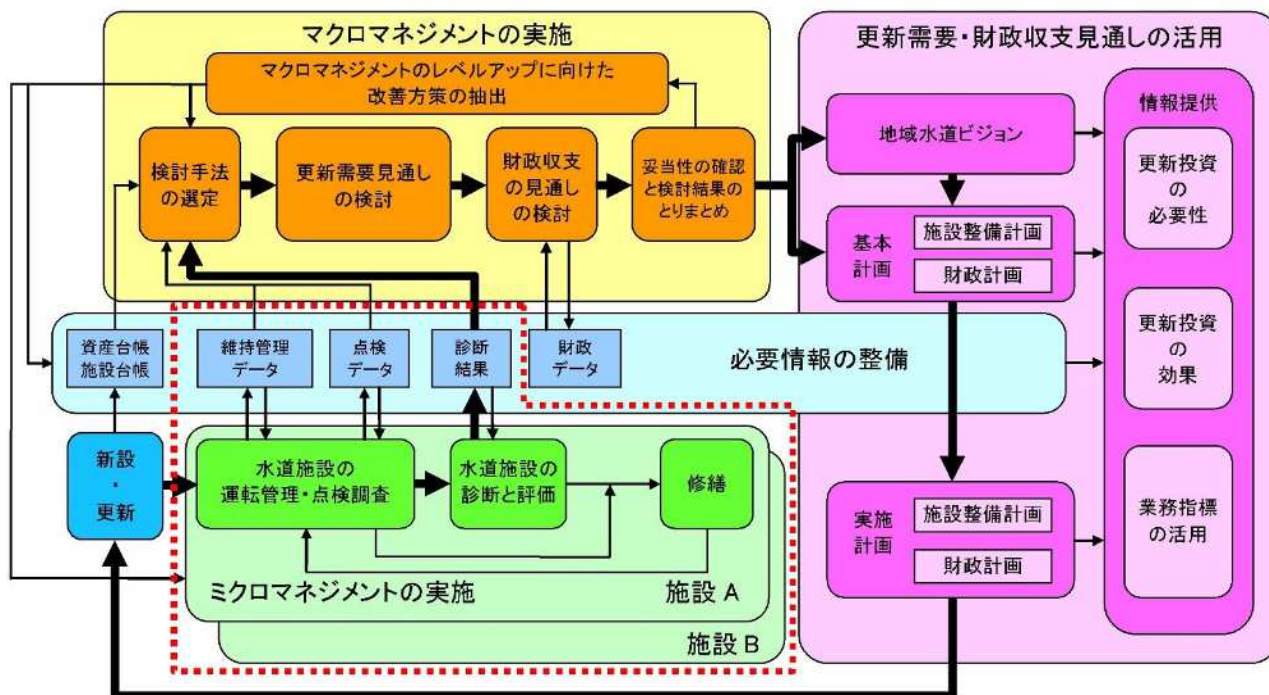 マクロマネジメントの実施
マクロマネジメントのレベルアップに向けた
改善方策の抽出
検討手法
の選定
更新需要見通し
の検討
財政収支
の見通し
の検討
妥当性の確認
と検討結果の
とりまとめ
更新需要・財政収支見通しの活用
地域水道ビジョン
基本
計画
施設整備計画
財政計画
実施
計画
施設整備計画
財政計画
情報提供
更新投資
の
必要性
更新投資
の
効果
業務指標
の活用
資産台帳
施設台帳
維持管理
データ
点検
データ
診断
結果
財政
データ
必要情報の整備
新設
・
更新
水道施設の
運転管理・点検調査
水道施設の
診断と評価
修繕
ミクロマネジメントの実施
施設A
施設B